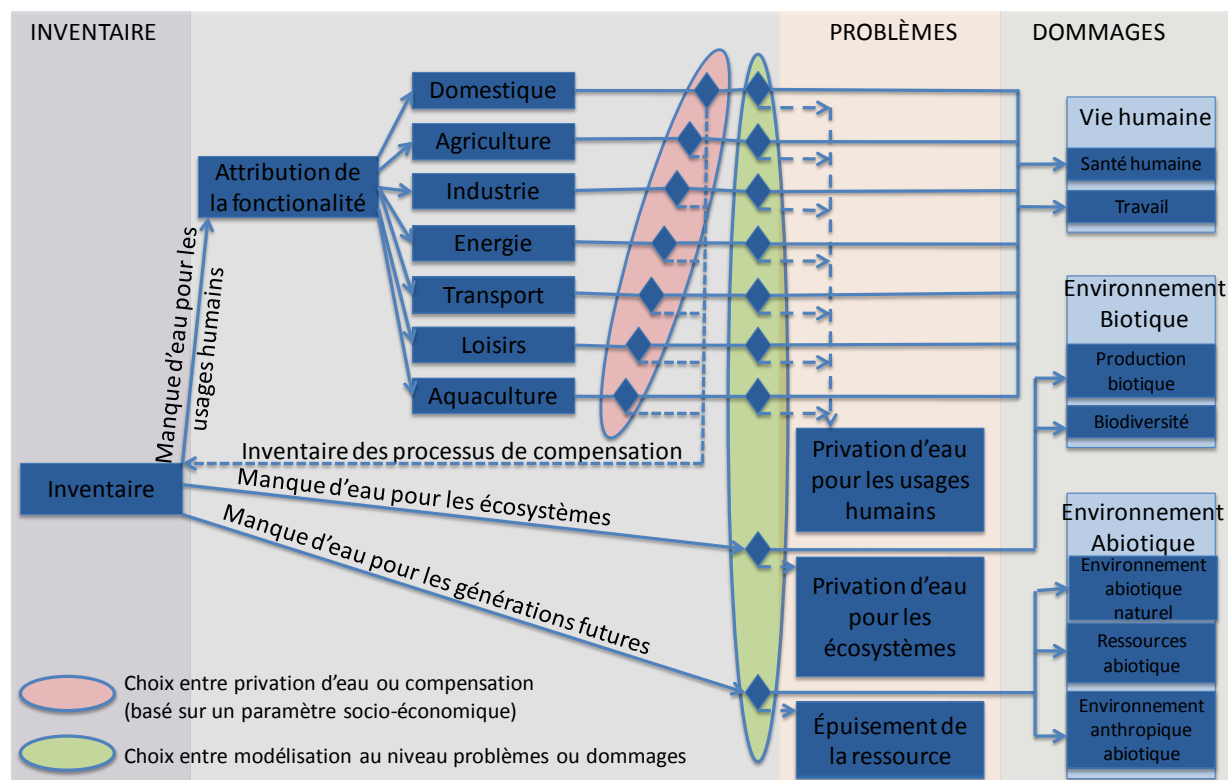 INVENTAIRE
PROBLÈMES
DOMMAGES
Domestique
Agriculture
Industrie
Energie
Transport
Loisirs
Aquaculture
Attribution de
la fonctionalité
Manque d'eau pour les
usages humains
Inventaire
Inventaire des processus de compensation
Manque d'eau pour les écosystèmes
Manque d'eau pour les générations futures
Privation d'eau
pour les usages
humains
Privation d'eau
pour les
écosystèmes
Épuisement de
la ressource
Vie humaine
Santé humaine
Travail
Environnement
Biotique
Production
biotique
Biodiversité
Environnement
Abiotique
Environnement
abiotique
naturel
Ressources
abiotique
Environnement
anthropique
abiotique
Choix entre privation d'eau ou compensation
(basé sur un paramètre socio-économique)
Choix entre modélisation au niveau problèmes ou dommages